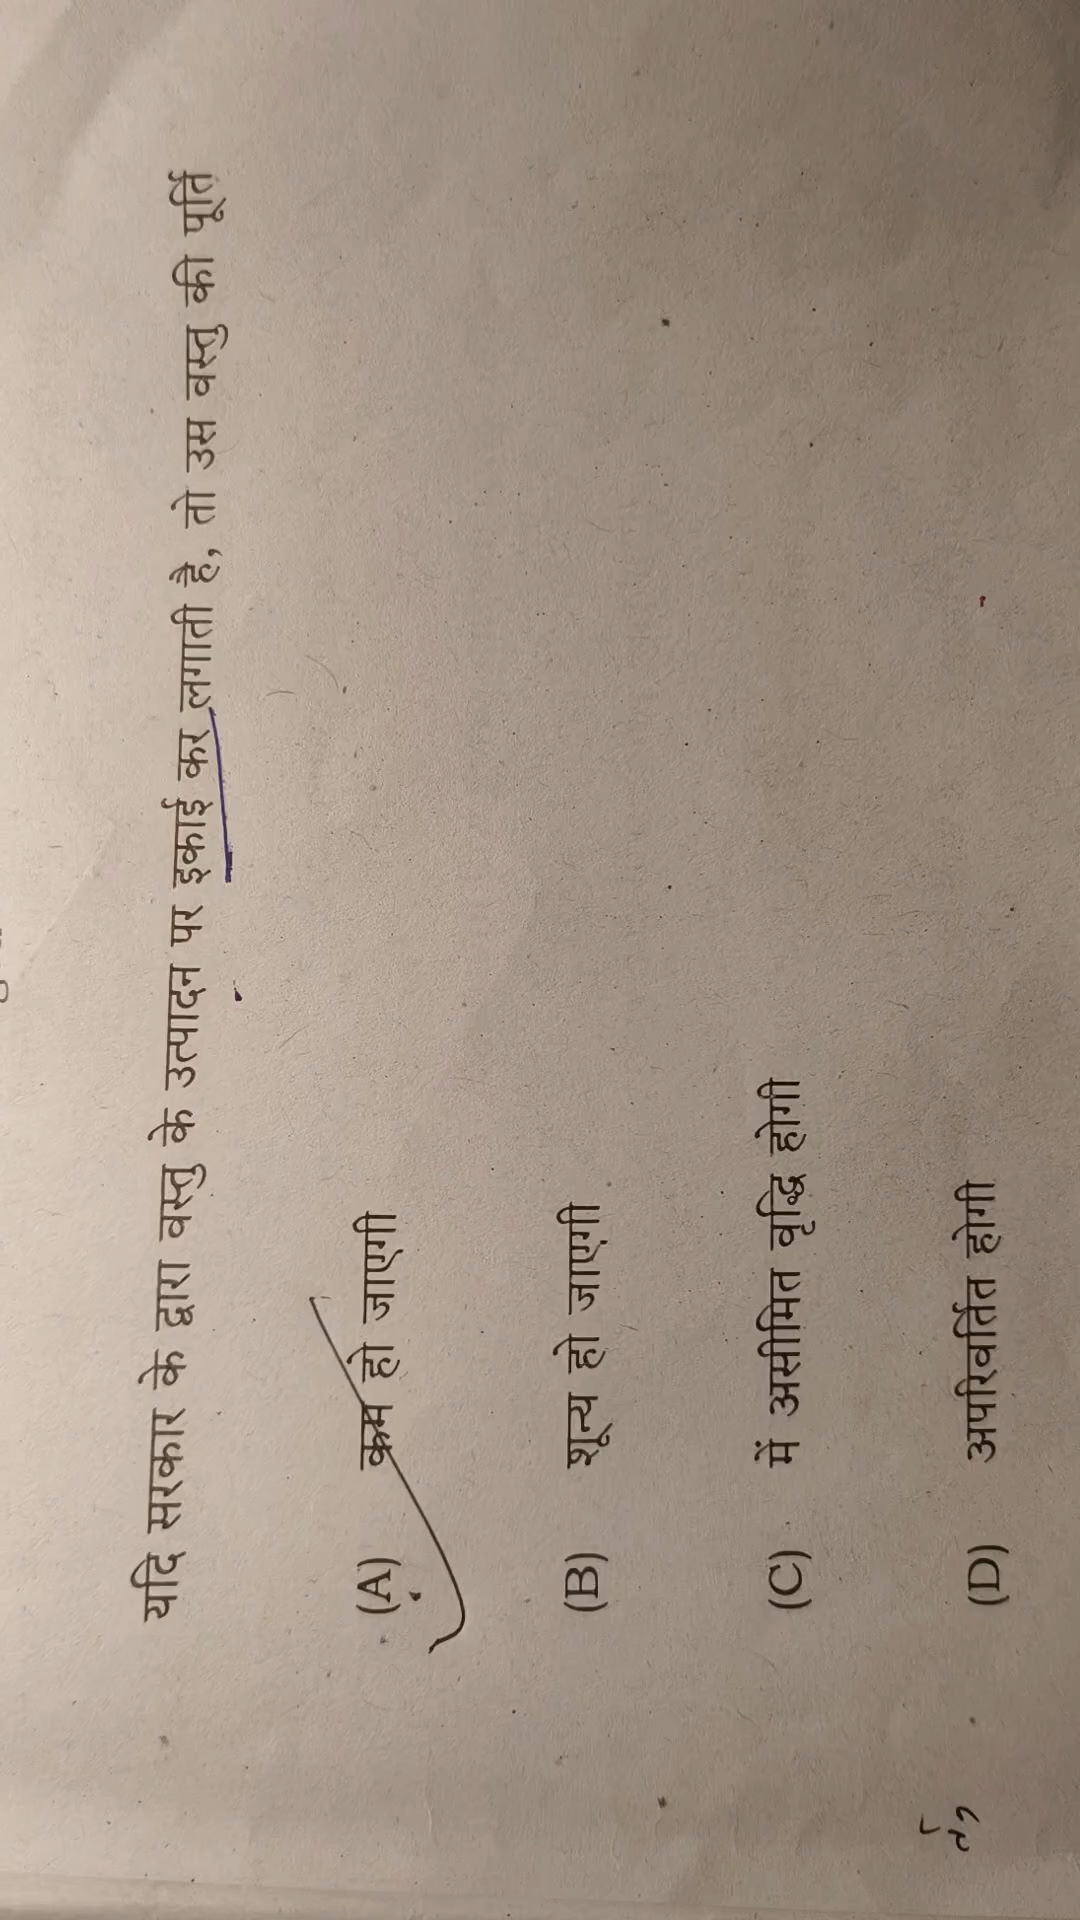 यदि सरकार के द्वारा वस्तु के उत्पादन पर इकाई कर लगाती है, तो उस वस्तु की पूर्ति
(A) कम हो जाएगी
(B) शून्य हो जाएगी
(C) में असीमित वृद्धि होगी
(D) अपरिवर्तित होगी